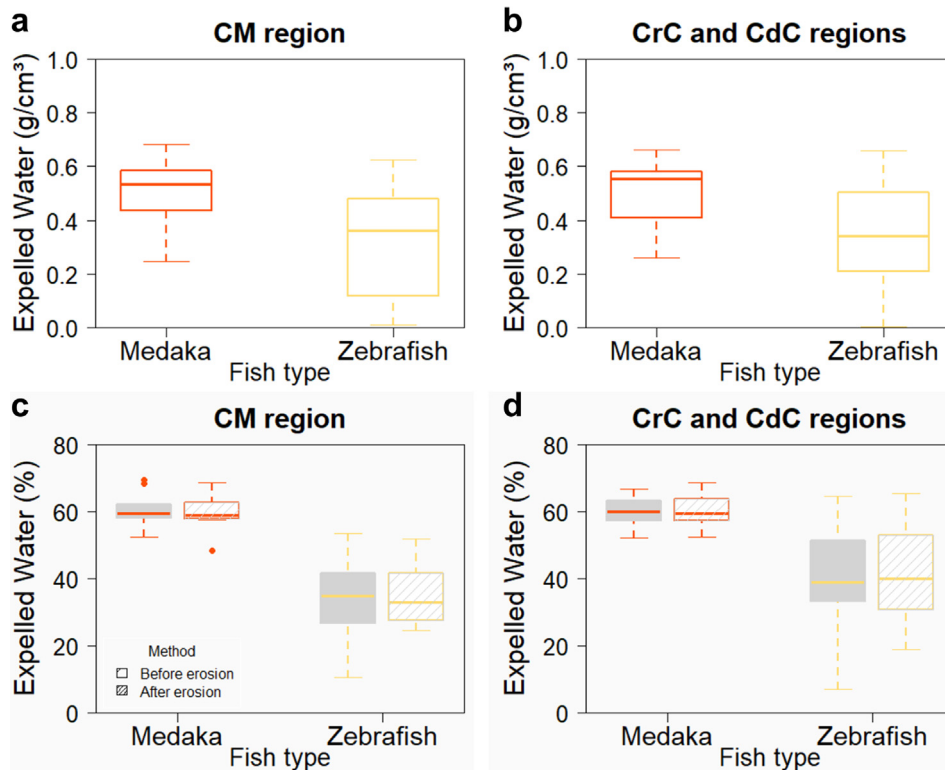 a
CM region
Expelled Water (g/cm³)
1.0
0.8
0.6
0.4
0.2
0.0
Medaka
Zebrafish
Fish type
b
CrC and CdC regions
Expelled Water (g/cm³)
1.0
0.8
0.6
0.4
0.2
0.0
Medaka
Zebrafish
Fish type
c
CM region
Expelled Water (%)
80
60
40
20
0
Method
Before erosion
After erosion
Medaka
Zebrafish
Fish type
d
CrC and CdC regions
Expelled Water (%)
80
60
40
20
0
Medaka
Zebrafish
Fish type